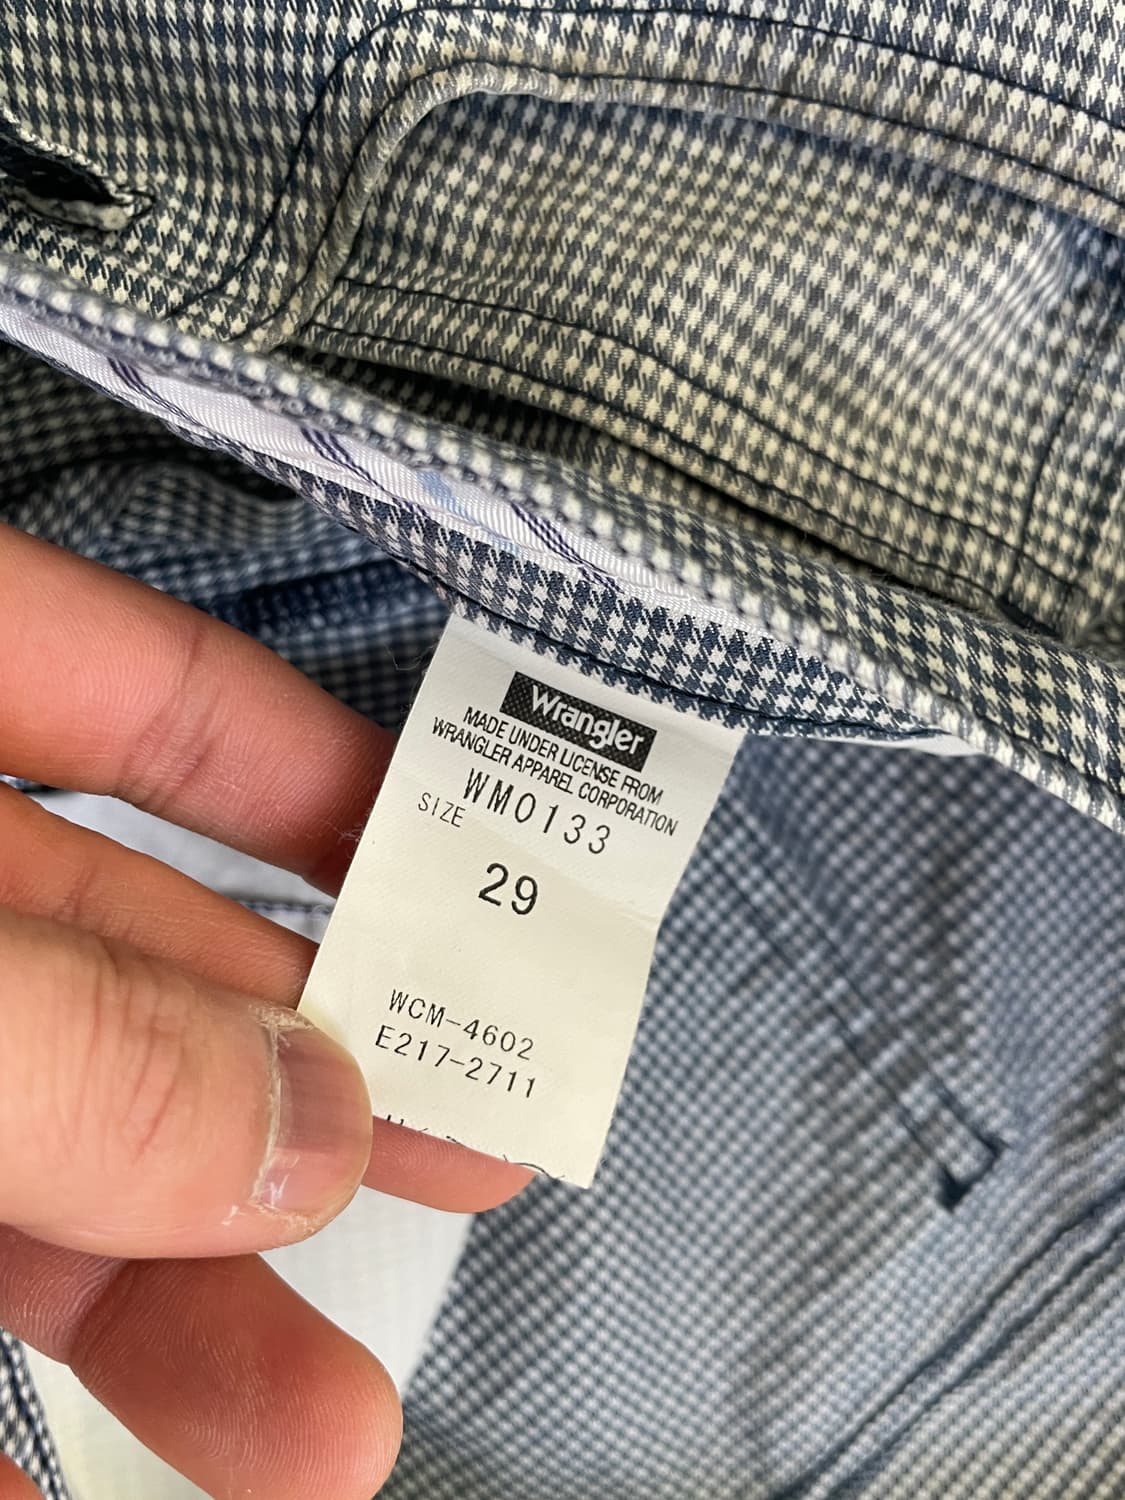 Wrangler
MADE UNDER LICENSE FROM
WRANGLER APPAREL CORPORATION
WM0133
SIZE
29
WCM-4602
E217-2711